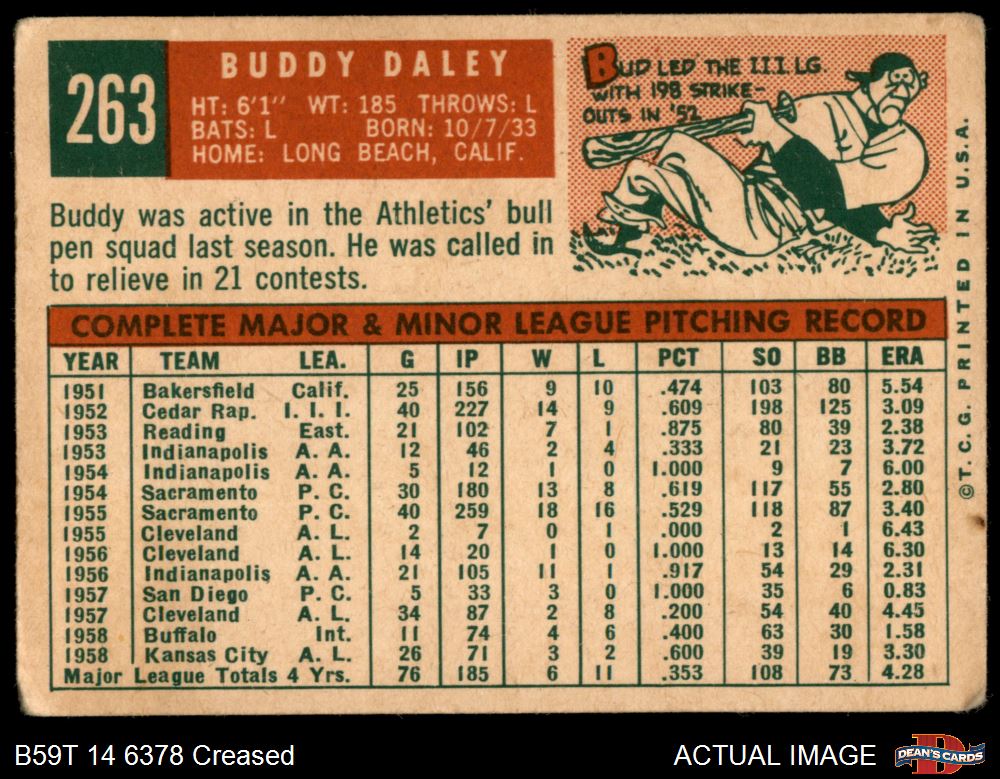 263
BUDDY DALEY
HT: 6'1" WT: 185 THROWS: L
BATS: L BORN: 10/7/33
HOME: LONG BEACH, CALIF.
BUD LED THE III LG.
WITH 198 STRIKE-
OUTS IN '52
Buddy was active in the Athletics' bull
pen squad last season. He was called in
to relieve in 21 contests.
COMPLETE MAJOR & MINOR LEAGUE PITCHING RECORD
YEAR TEAM LEA. G IP W L PCT SO BB ERA
1951 Bakersfield Calif. 25 156 9 10 .474 103 80 5.54
1952 Cedar Rap. I. I. I. 40 227 14 9 .609 198 125 3.09
1953 Reading East. 21 102 7 1 .875 80 39 2.38
1953 Indianapolis A. A. 12 46 2 4 .333 21 23 3.72
1954 Indianapolis A. A. 5 12 1 0 1.000 9 7 6.00
1954 Sacramento P. C. 30 180 13 8 .619 117 55 2.80
1955 Sacramento P. C. 40 259 18 16 .529 118 87 3.40
1955 Cleveland A. L. 2 7 0 1 .000 2 1 6.43
1956 Cleveland A. L. 14 20 1 0 1.000 13 14 6.30
1956 Indianapolis A. A. 21 105 11 1 .917 54 29 2.31
1957 San Diego P. C. 5 33 3 0 1.000 35 6 0.83
1957 Cleveland A. L. 34 87 2 8 .200 54 40 4.45
1958 Buffalo Int. 11 74 4 6 .400 63 30 1.58
1958 Kansas City A. L. 26 71 3 2 .600 39 19 3.30
Major League Totals 4 Yrs. 76 185 6 11 .353 108 73 4.28
©T. C. G. PRINTED IN U.S.A.
B59T 14 6378 Creased
ACTUAL IMAGE
DEAN'S CARDS